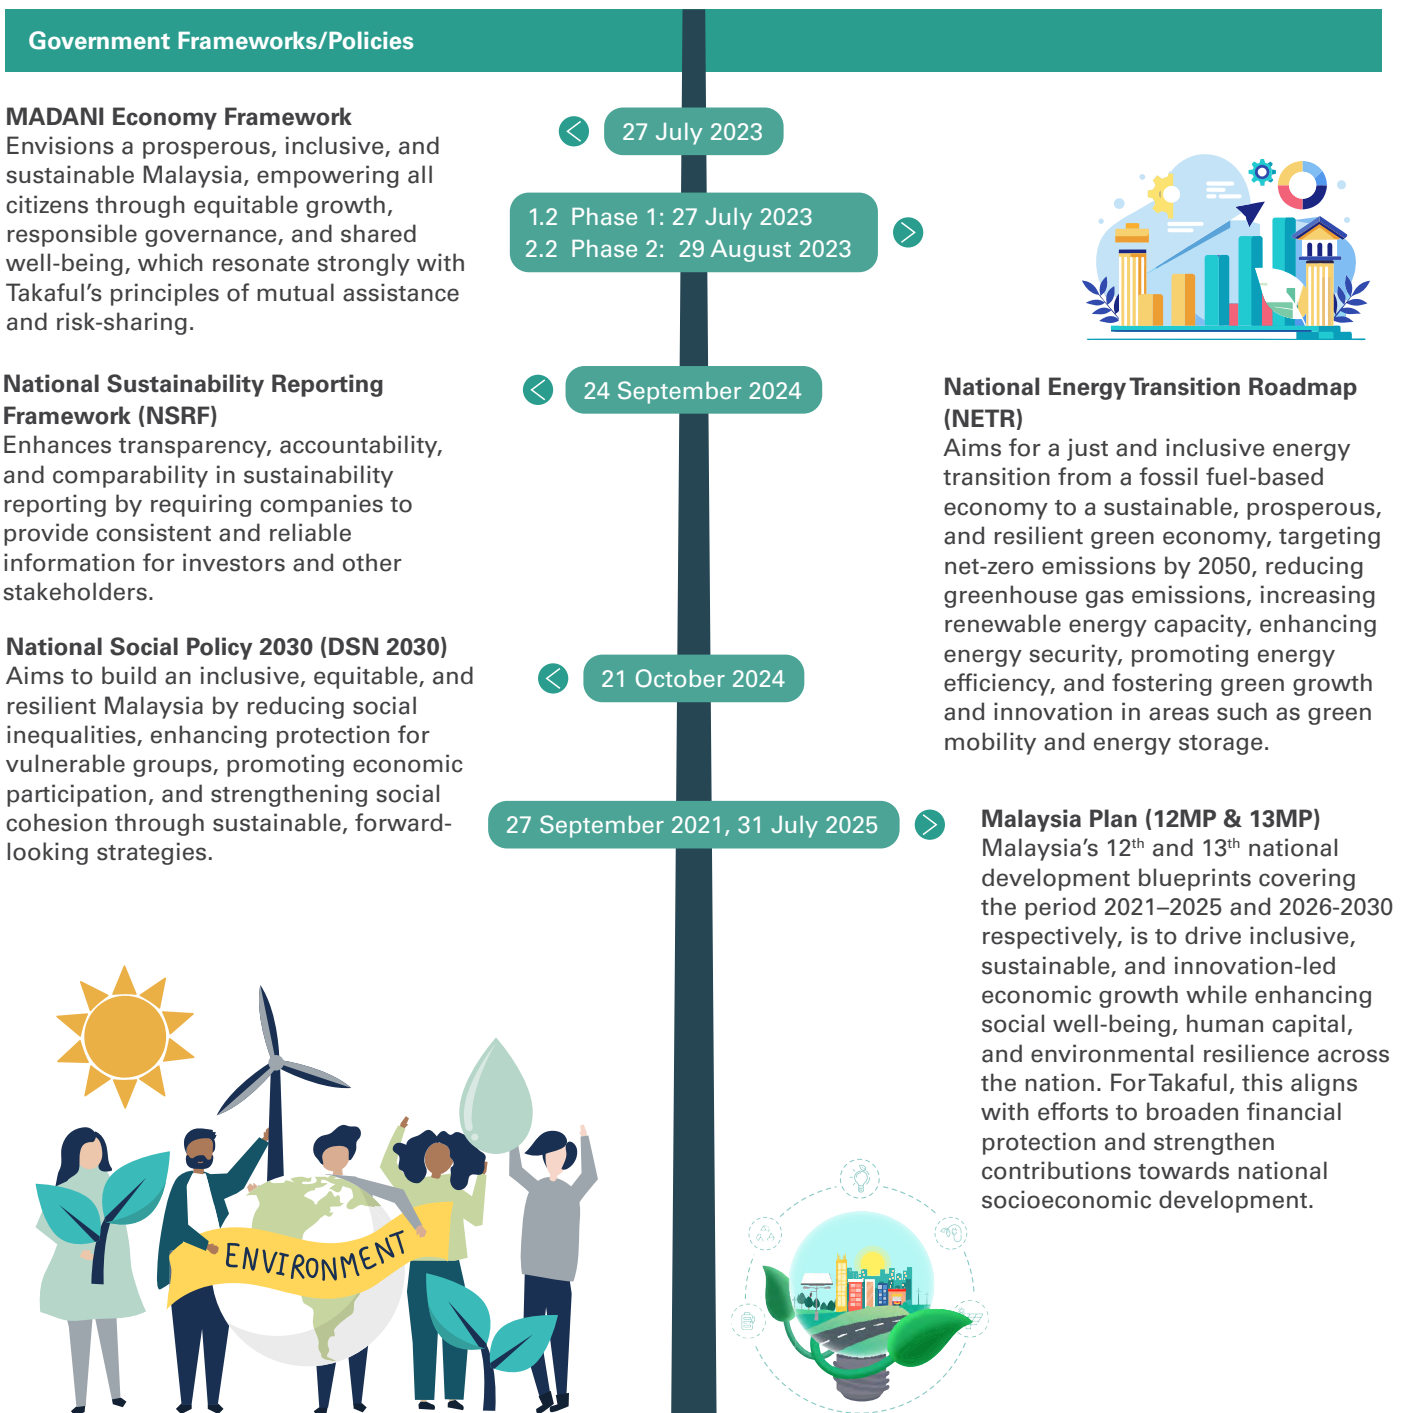 Government Frameworks/Policies
MADANI Economy Framework
Envisions a prosperous, inclusive, and
sustainable Malaysia, empowering all
citizens through equitable growth,
responsible governance, and shared
well-being, which resonate strongly with
Takaful’s principles of mutual assistance
and risk-sharing.
27 July 2023
1.2 Phase 1: 27 July 2023
2.2 Phase 2: 29 August 2023
National Sustainability Reporting
Framework (NSRF)
Enhances transparency, accountability,
and comparability in sustainability
reporting by requiring companies to
provide consistent and reliable
information for investors and other
stakeholders.
24 September 2024
National Energy Transition Roadmap
(NETR)
Aims for a just and inclusive energy
transition from a fossil fuel-based
economy to a sustainable, prosperous,
and resilient green economy, targeting
net-zero emissions by 2050, reducing
greenhouse gas emissions, increasing
renewable energy capacity, enhancing
energy security, promoting energy
efficiency, and fostering green growth
and innovation in areas such as green
mobility and energy storage.
National Social Policy 2030 (DSN 2030)
Aims to build an inclusive, equitable, and
resilient Malaysia by reducing social
inequalities, enhancing protection for
vulnerable groups, promoting economic
participation, and strengthening social
cohesion through sustainable, forward-
looking strategies.
21 October 2024
27 September 2021, 31 July 2025
Malaysia Plan (12MP & 13MP)
Malaysia’s 12th and 13th national
development blueprints covering
the period 2021–2025 and 2026-2030
respectively, is to drive inclusive,
sustainable, and innovation-led
economic growth while enhancing
social well-being, human capital,
and environmental resilience across
the nation. For Takaful, this aligns
with efforts to broaden financial
protection and strengthen
contributions towards national
socioeconomic development.
ENVIRONMENT